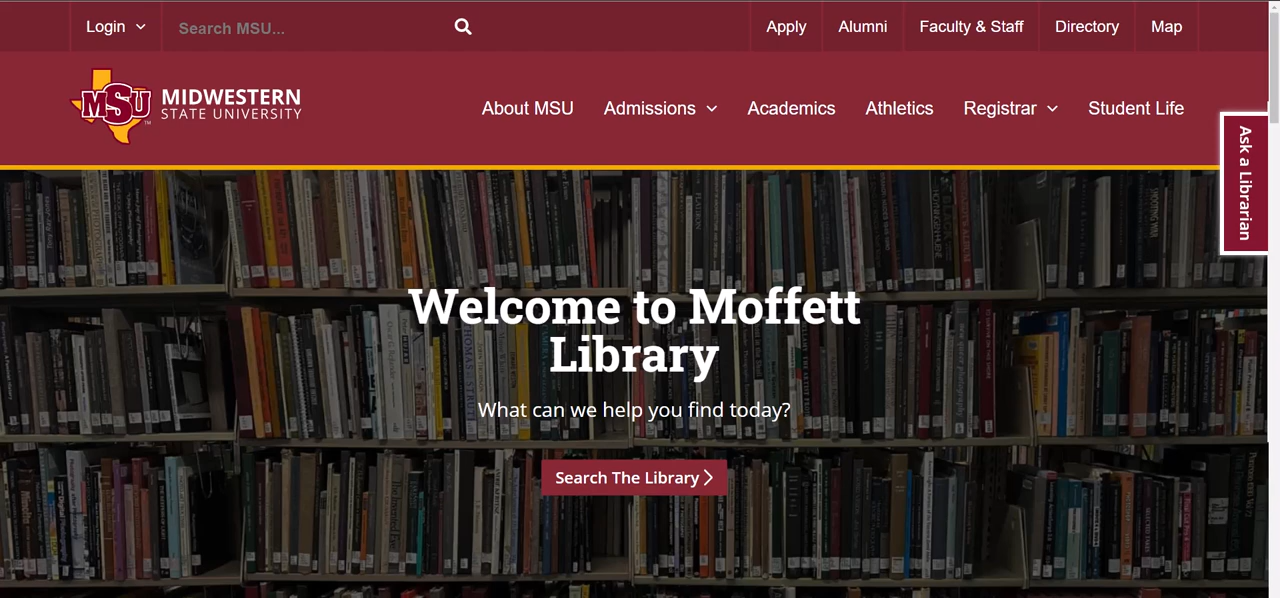 Login
Search MSU...
Apply
Alumni
Faculty & Staff
Directory
Map
MSU
TM
MIDWESTERN
STATE UNIVERSITY
About MSU
Admissions
Academics
Athletics
Registrar
Student Life
Ask a Librarian
Welcome to Moffett
Library
What can we help you find today?
Search The Library